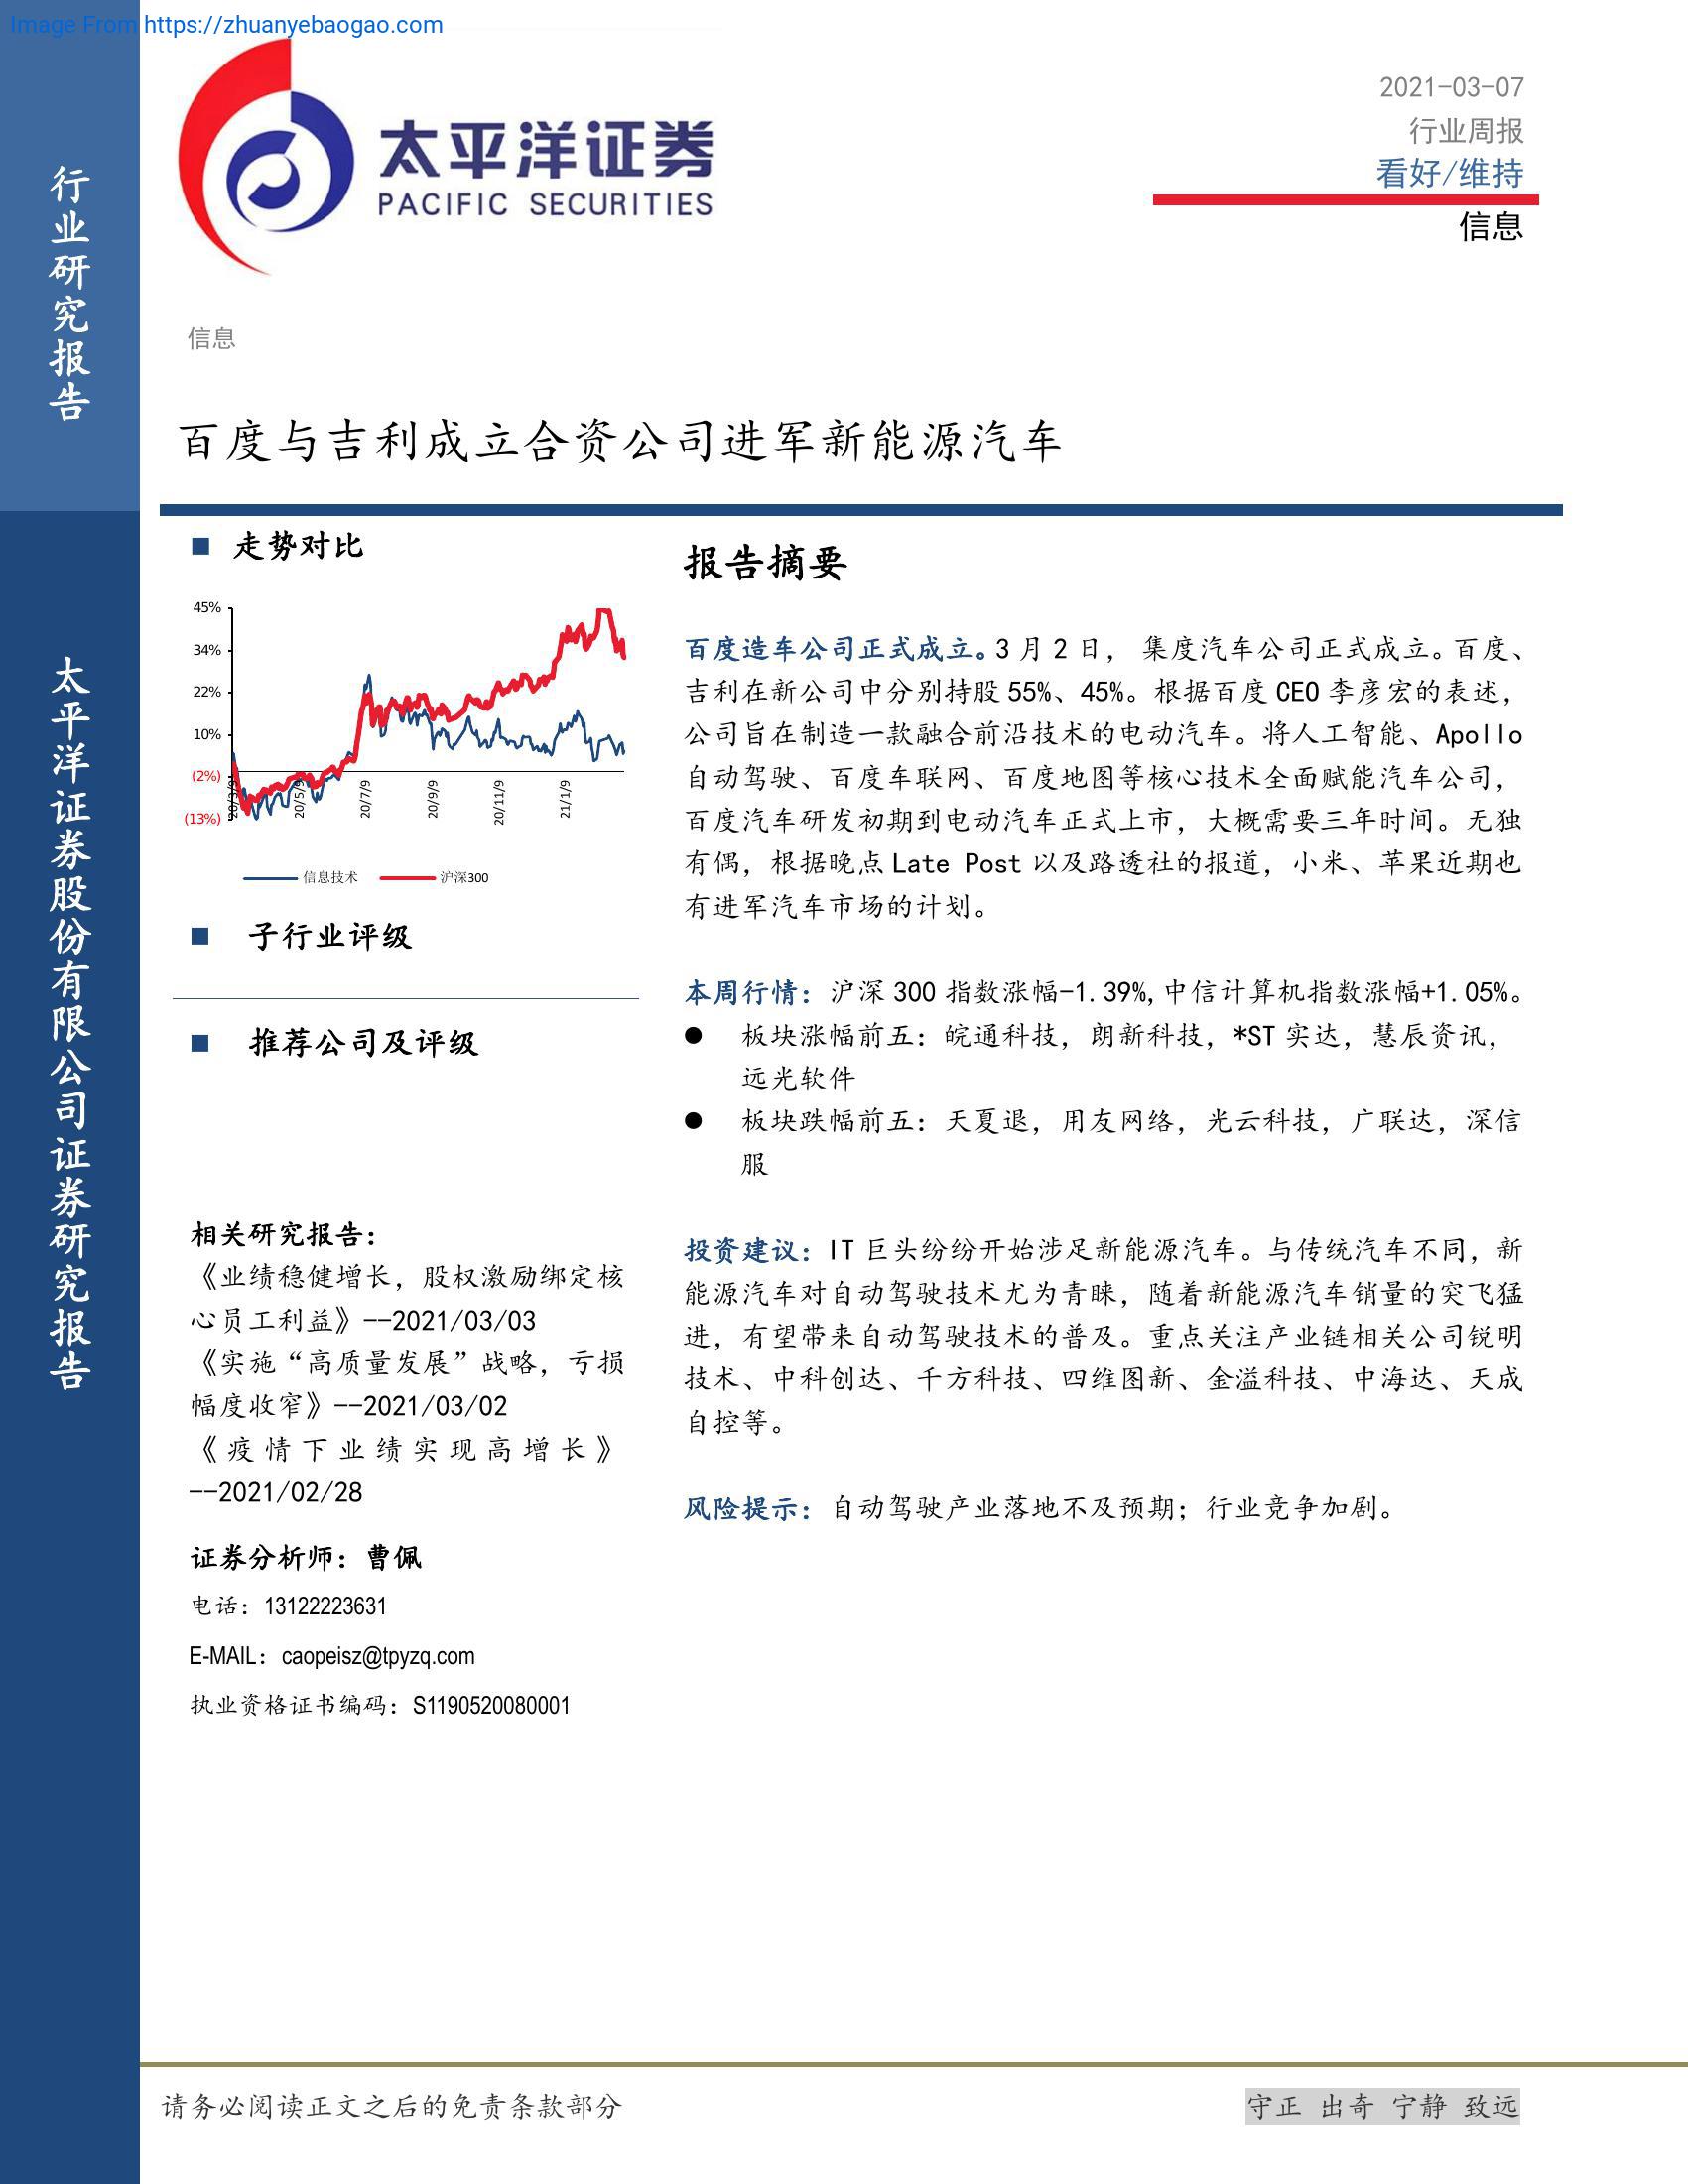 Image From https://zhuanyebaogao.com
行业研究报告
太平洋证券股份有限公司证券研究报告
太平洋证券
PACIFIC SECURITIES
2021-03-07
行业周报
看好/维持
信息
信息
百度与吉利成立合资公司进军新能源汽车
走势对比
45%
34%
22%
10%
(2%)
(13%)
20/3/9
20/5/9
20/7/9
20/9/9
20/11/9
21/1/9
信息技术 沪深300
子行业评级
推荐公司及评级
相关研究报告：
《业绩稳健增长，股权激励绑定核
心员工利益》--2021/03/03
《实施“高质量发展”战略，亏损
幅度收窄》--2021/03/02
《疫情下业绩实现高增长》
--2021/02/28
证券分析师：曹佩
电话：13122223631
E-MAIL：caopeisz@tpyzq.com
执业资格证书编码：S1190520080001
报告摘要
百度造车公司正式成立。3 月 2 日， 集度汽车公司正式成立。百度、
吉利在新公司中分别持股 55%、45%。根据百度 CEO 李彦宏的表述，
公司旨在制造一款融合前沿技术的电动汽车。将人工智能、Apollo
自动驾驶、百度车联网、百度地图等核心技术全面赋能汽车公司，
百度汽车研发初期到电动汽车正式上市，大概需要三年时间。无独
有偶，根据晚点 Late Post 以及路透社的报道，小米、苹果近期也
有进军汽车市场的计划。
本周行情：沪深 300 指数涨幅-1.39%,中信计算机指数涨幅+1.05%。
● 板块涨幅前五：皖通科技，朗新科技，*ST 实达，慧辰资讯，
远光软件
● 板块跌幅前五：天夏退，用友网络，光云科技，广联达，深信
服
投资建议：IT 巨头纷纷开始涉足新能源汽车。与传统汽车不同，新
能源汽车对自动驾驶技术尤为青睐，随着新能源汽车销量的突飞猛
进，有望带来自动驾驶技术的普及。重点关注产业链相关公司锐明
技术、中科创达、千方科技、四维图新、金溢科技、中海达、天成
自控等。
风险提示：自动驾驶产业落地不及预期；行业竞争加剧。
请务必阅读正文之后的免责条款部分
守正 出奇 宁静 致远